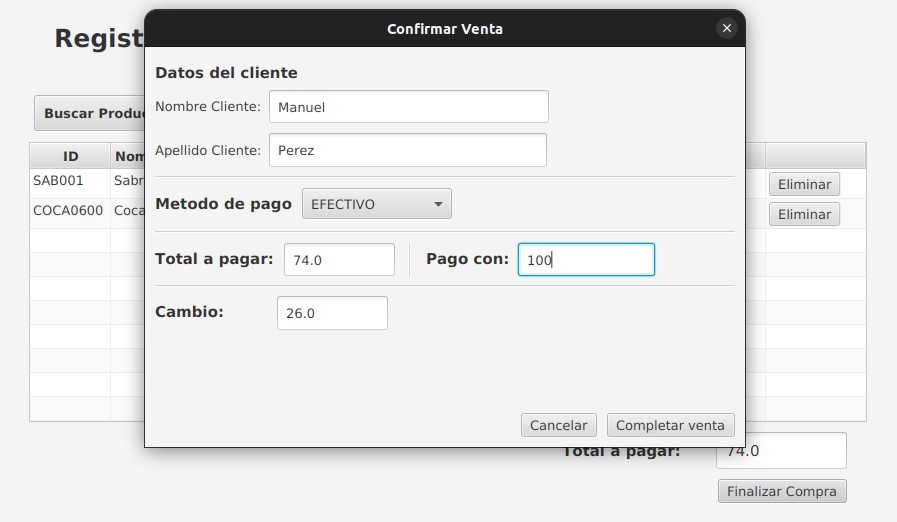 Confirmar Venta
Regist
Datos del cliente
Nombre Cliente: Manuel
Buscar Produ
Apellido Cliente: Perez
ID Nom
SAB001 Sabr Eliminar
Metodo de pago EFECTIVO
COCA0600 Coca Eliminar
Total a pagar: 74.0 Pago con: 100
Cambio: 26.0
Cancelar Completar venta
Total a pagar: 74.0
Finalizar Compra